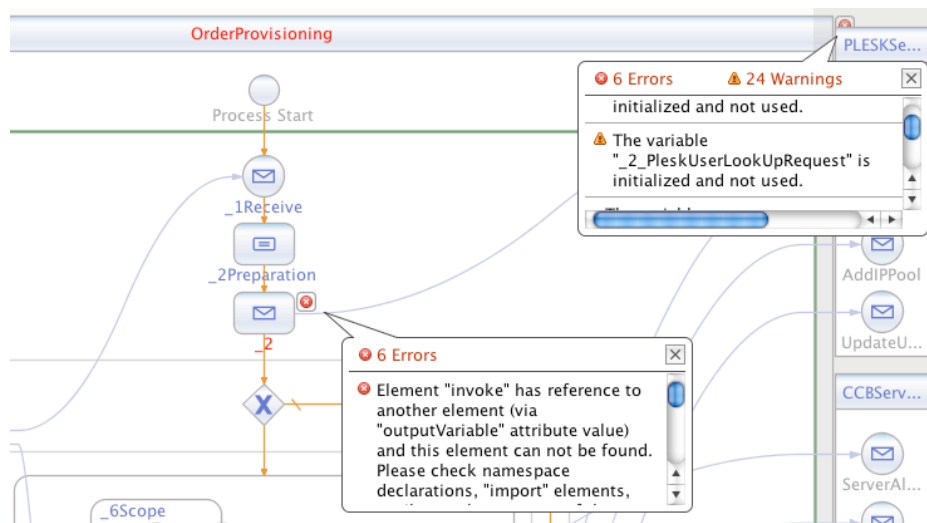 OrderProvisioning
PLESKSe...
6 Errors
24 Warnings
initialized and not used.
The variable
"_2_PleskUserLookUpRequest" is
initialized and not used.
Process Start
_1Receive
_2Preparation
_2
AddIPPool
UpdateU...
6 Errors
Element "invoke" has reference to
another element (via
"outputVariable" attribute value)
and this element can not be found.
Please check namespace
declarations, "import" elements,
X
CCBServ...
ServerAl...
_6Scope